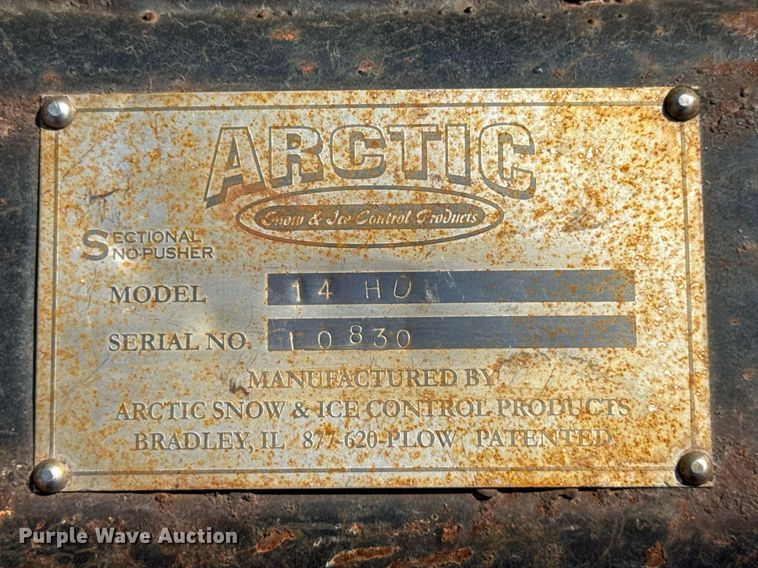 ARCTIC
Snow & Ice Control Products
SECTIONAL
SNO-PUSHER
MODEL 14 HD
SERIAL NO. 10830
MANUFACTURED BY
ARCTIC SNOW & ICE CONTROL PRODUCTS
BRADLEY, IL 877-620-PLOW PATENTED
Purple Wave Auction